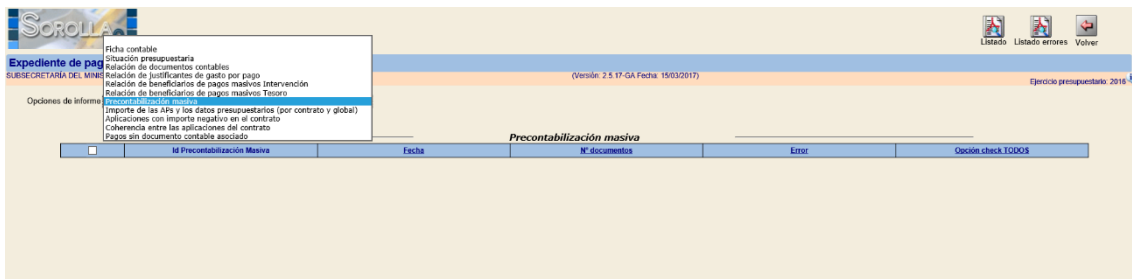 SOROLLA
Listado Listado errores Volver
Ficha contable
Situación presupuestaria
Expediente de pag
Relación de documentos contables
SUBSECRETARÍA DEL MINIS
Relación de justificantes de gasto por pago
(Versión: 2.5.17-GA Fecha: 15/03/2017)
Relación de beneficiarios de pagos masivos Intervención
Ejercicio presupuestario: 2016
Relación de beneficiarios de pagos masivos Tesoro
Opciones de informe
Precontabilización masiva
Importe de las APs y los datos presupuestarios (por contrato y global)
Aplicaciones con importe negativo en el contrato
Coherencia entre las aplicaciones del contrato
Pagos sin documento contable asociado
Precontabilización masiva
Id Precontabilización Masiva Fecha Nº documentos Error Opción check TODOS